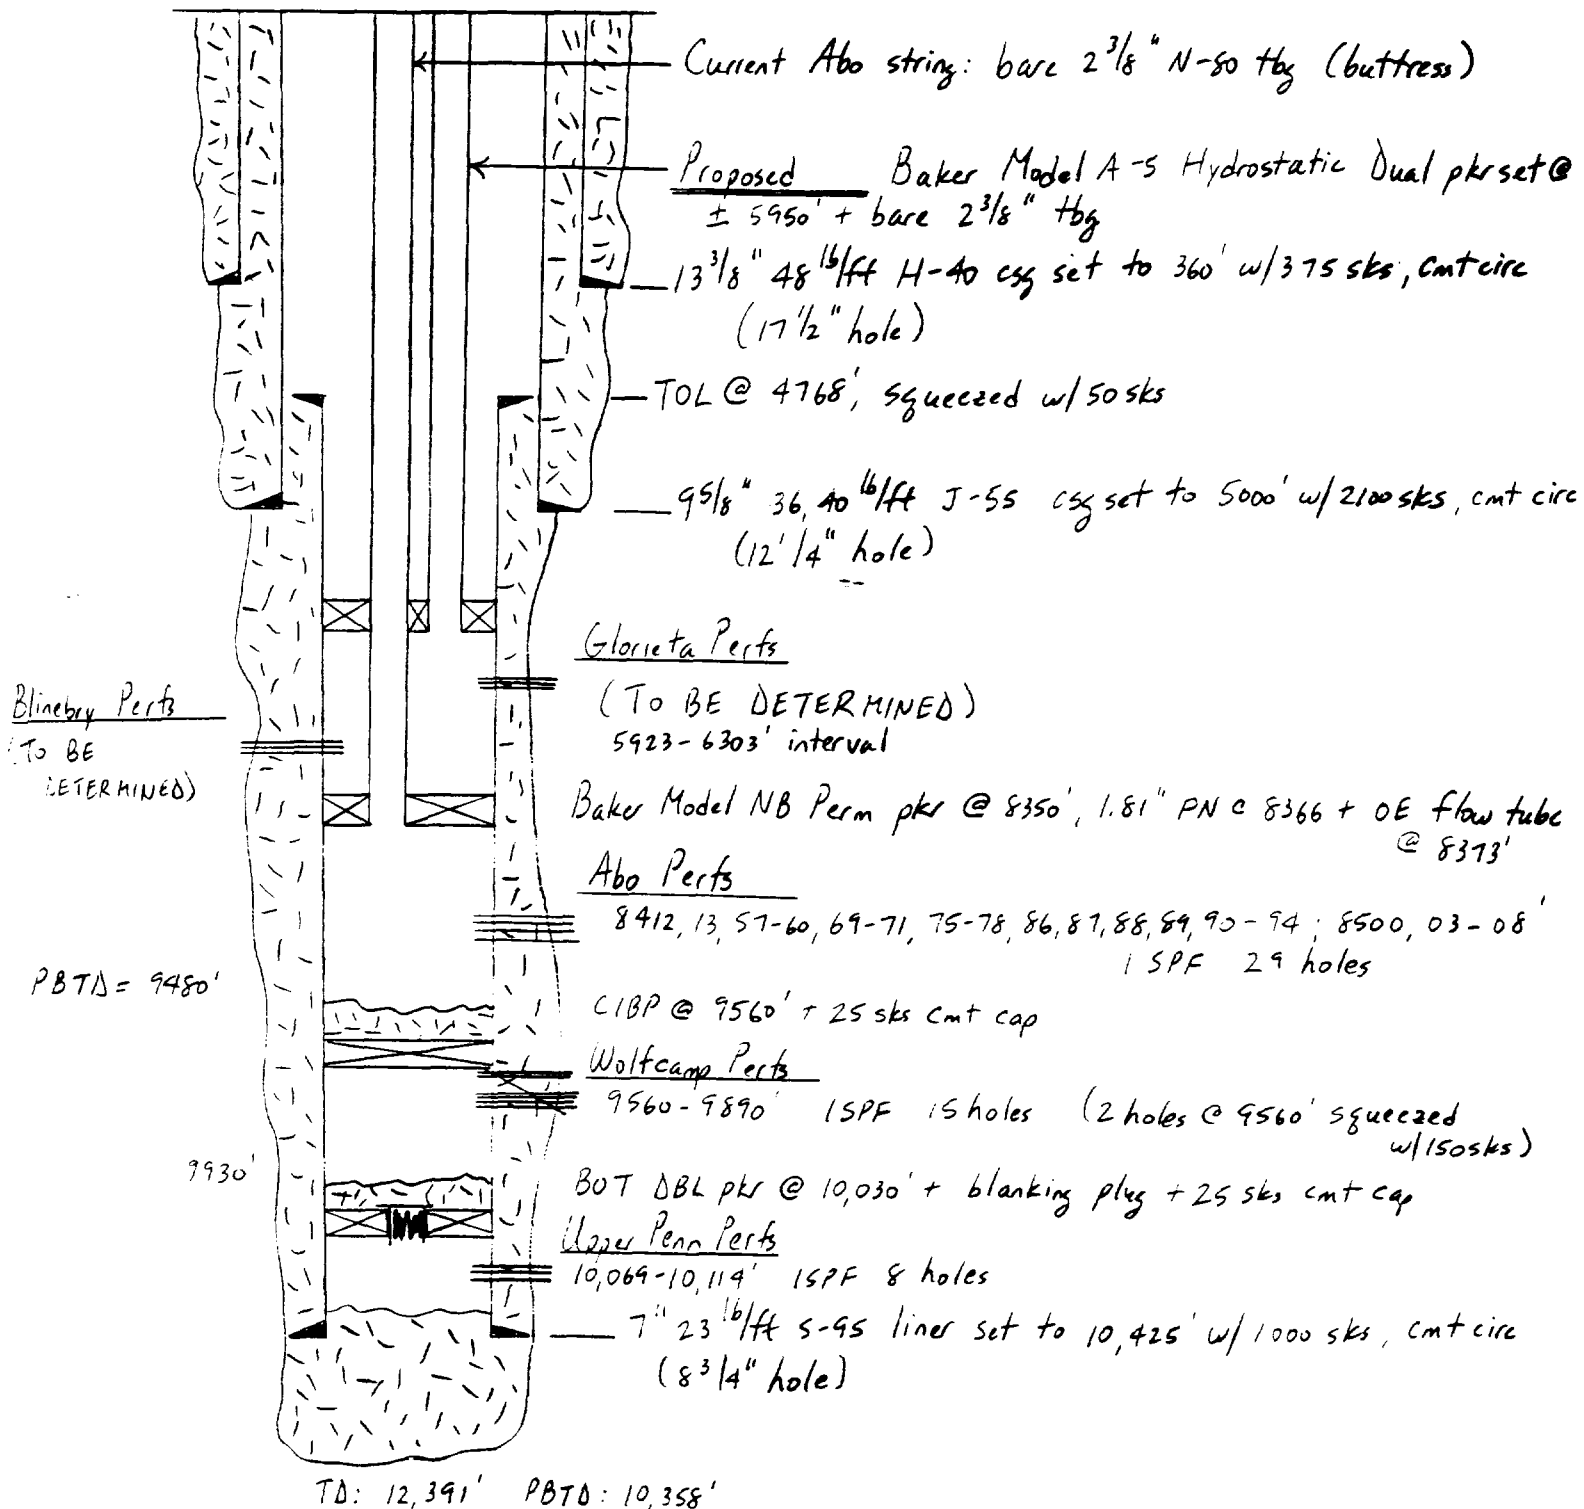 Current Abo string: bare 2 3/8" N-80 tbg (buttress)
Proposed Baker Model A-5 Hydrostatic Dual pkr set @
± 5950' + bare 2 3/8" tbg
13 3/8" 48 lb/ft H-40 csg set to 360' w/375 sks, cmt circ
(17 1/2" hole)
TOL @ 4768', squeezed w/ 50 sks
9 5/8" 36, 40 lb/ft J-55 csg set to 5000' w/ 2100 sks, cmt circ
(12 1/4" hole)
Glorieta Perfs
(TO BE DETERMINED)
5923-6303' interval
Blinebry Perfs
(TO BE
DETERMINED)
Baker Model NB Perm pkr @ 8350', 1.81" PN @ 8366 + OE flow tube
@ 8373'
Abo Perfs
8412, 13, 57-60, 69-71, 75-78, 86, 87, 88, 89, 90-94; 8500, 03-08'
1 SPF 29 holes
PBTD = 9480'
CIBP @ 9560' + 25 sks cmt cap
Wolfcamp Perfs
9560-9890' 1SPF 15 holes (2 holes @ 9560' squeezed
w/150sks)
9930'
BOT DBL pkr @ 10,030' + blanking plug + 25 sks cmt cap
Upper Penn Perfs
10,069-10,114' 1SPF 8 holes
7" 23 lb/ft S-95 liner set to 10,425' w/ 1000 sks, cmt circ
(8 3/4" hole)
TD: 12,391' PBTD: 10,358'